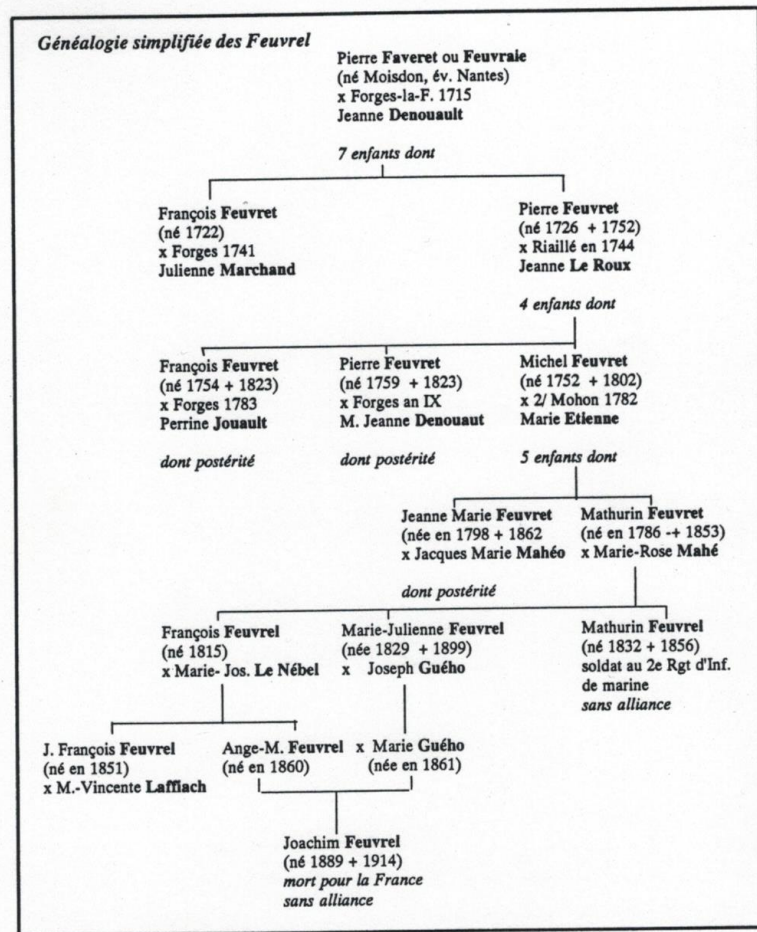 Généalogie simplifiée des Feuvrel
Pierre Faveret ou Feuvraie
(né Moisdon, év. Nantes)
x Forges-la-F. 1715
Jeanne Denouault
7 enfants dont
François Feuvret
(né 1722)
x Forges 1741
Julienne Marchand
Pierre Feuvret
(né 1726 + 1752)
x Riaillé en 1744
Jeanne Le Roux
4 enfants dont
François Feuvret
(né 1754 + 1823)
x Forges 1783
Perrine Jouault
dont postérité
Pierre Feuvret
(né 1759 + 1823)
x Forges an IX
M. Jeanne Denouaut
dont postérité
Michel Feuvret
(né 1752 + 1802)
x 2/ Mohon 1782
Marie Etienne
5 enfants dont
Jeanne Marie Feuvret
(née en 1798 + 1862
x Jacques Marie Mahéo
dont postérité
Mathurin Feuvret
(né en 1786 -+ 1853)
x Marie-Rose Mahé
François Feuvrel
(né 1815)
x Marie- Jos. Le Nébel
Marie-Julienne Feuvrel
(née 1829 + 1899)
x Joseph Guého
Mathurin Feuvrel
(né 1832 + 1856)
soldat au 2e Rgt d'Inf.
de marine
sans alliance
J. François Feuvrel
(né en 1851)
x M.-Vincente Laffiach
Ange-M. Feuvrel
(né en 1860)
x Marie Guého
(née en 1861)
Joachim Feuvrel
(né 1889 + 1914)
mort pour la France
sans alliance